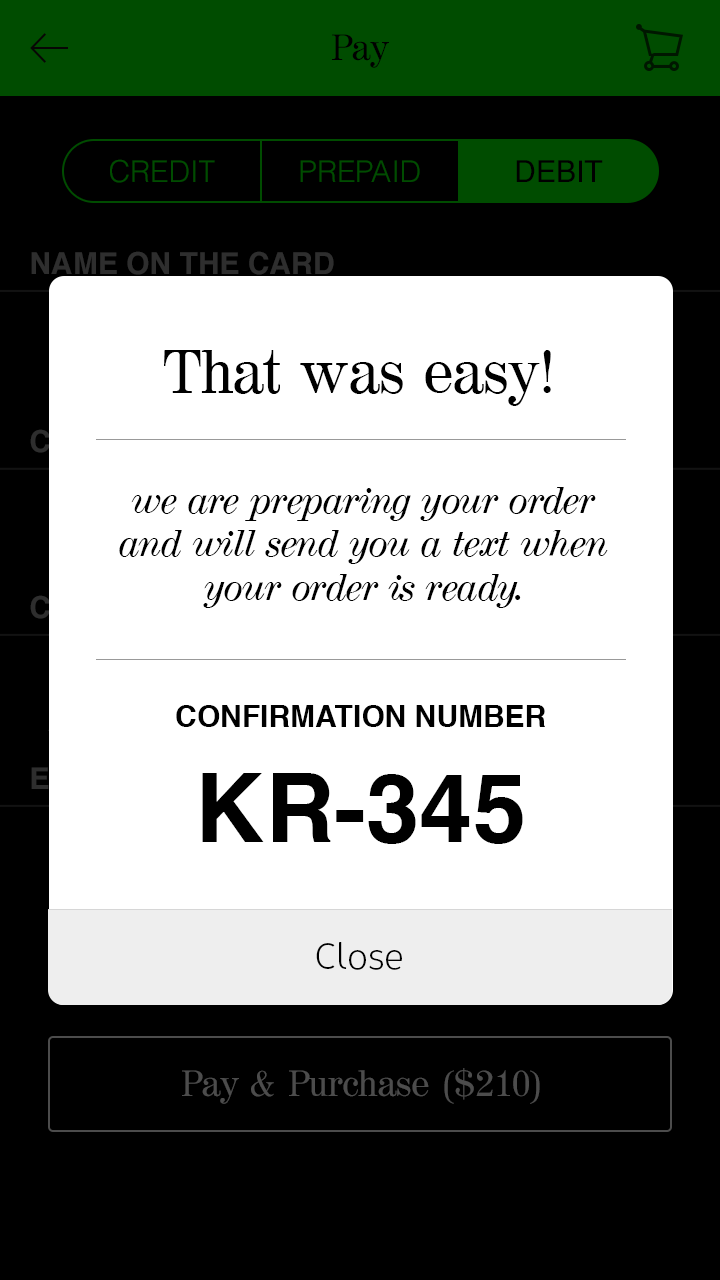 Pay
CREDIT PREPAID DEBIT
NAME ON THE CARD
That was easy!
we are preparing your order
and will send you a text when
your order is ready.
CONFIRMATION NUMBER
KR-345
Close
Pay & Purchase ($210)